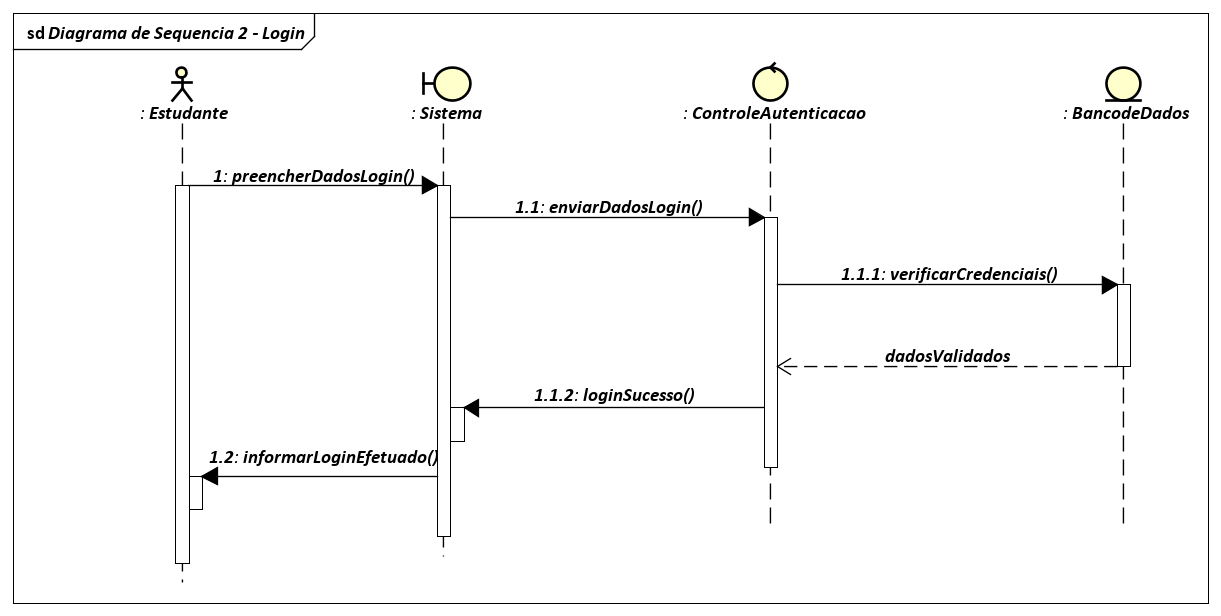 sd Diagrama de Sequencia 2 - Login
: Estudante
: Sistema
: ControleAutenticacao
: BancodeDados
1: preencherDadosLogin()
1.1: enviarDadosLogin()
1.1.1: verificarCredenciais()
dadosValidados
1.1.2: loginSucesso()
1.2: informarLoginEfetuado()